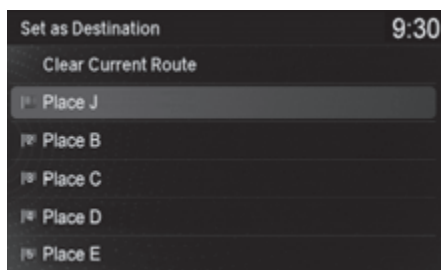 Set as Destination 9:30
Clear Current Route
Place J
Place B
Place C
Place D
Place E